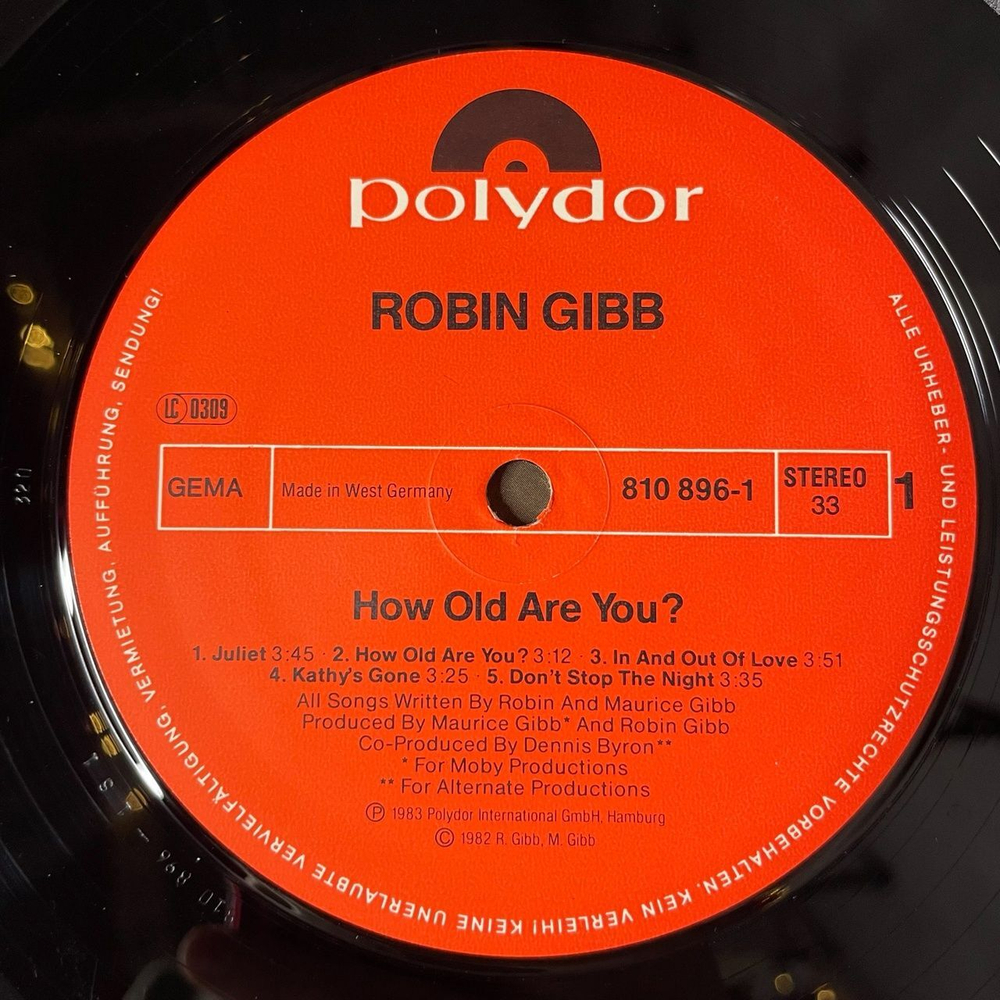 polydor
ROBIN GIBB
LC 0309
GEMA
Made in West Germany
810 896-1
STEREO
33
1
How Old Are You?
1. Juliet 3:45 · 2. How Old Are You? 3:12 · 3. In And Out Of Love 3:51
4. Kathy's Gone 3:25 · 5. Don't Stop The Night 3:35
All Songs Written By Robin And Maurice Gibb
Produced By Maurice Gibb* And Robin Gibb
Co-Produced By Dennis Byron**
* For Moby Productions
** For Alternate Productions
℗ 1983 Polydor International GmbH, Hamburg
© 1982 R. Gibb, M. Gibb
ALLE URHEBER- UND LEISTUNGSSCHUTZRECHTE VORBEHALTEN. KEIN VERLEIH! KEINE UNERLAUBTE VERVIELFÄLTIGUNG, VERMIETUNG, AUFFÜHRUNG, SENDUNG!